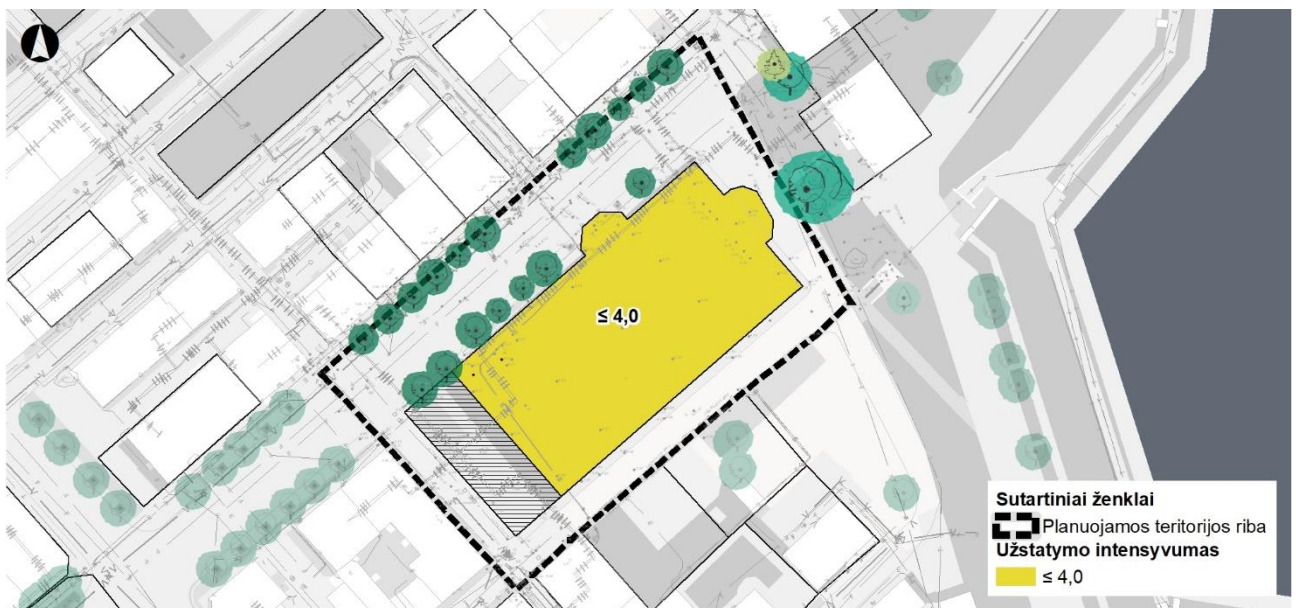 ≤ 4,0
Sutartiniai ženklai
Planuojamos teritorijos riba
Užstatymo intensyvumas
≤ 4,0